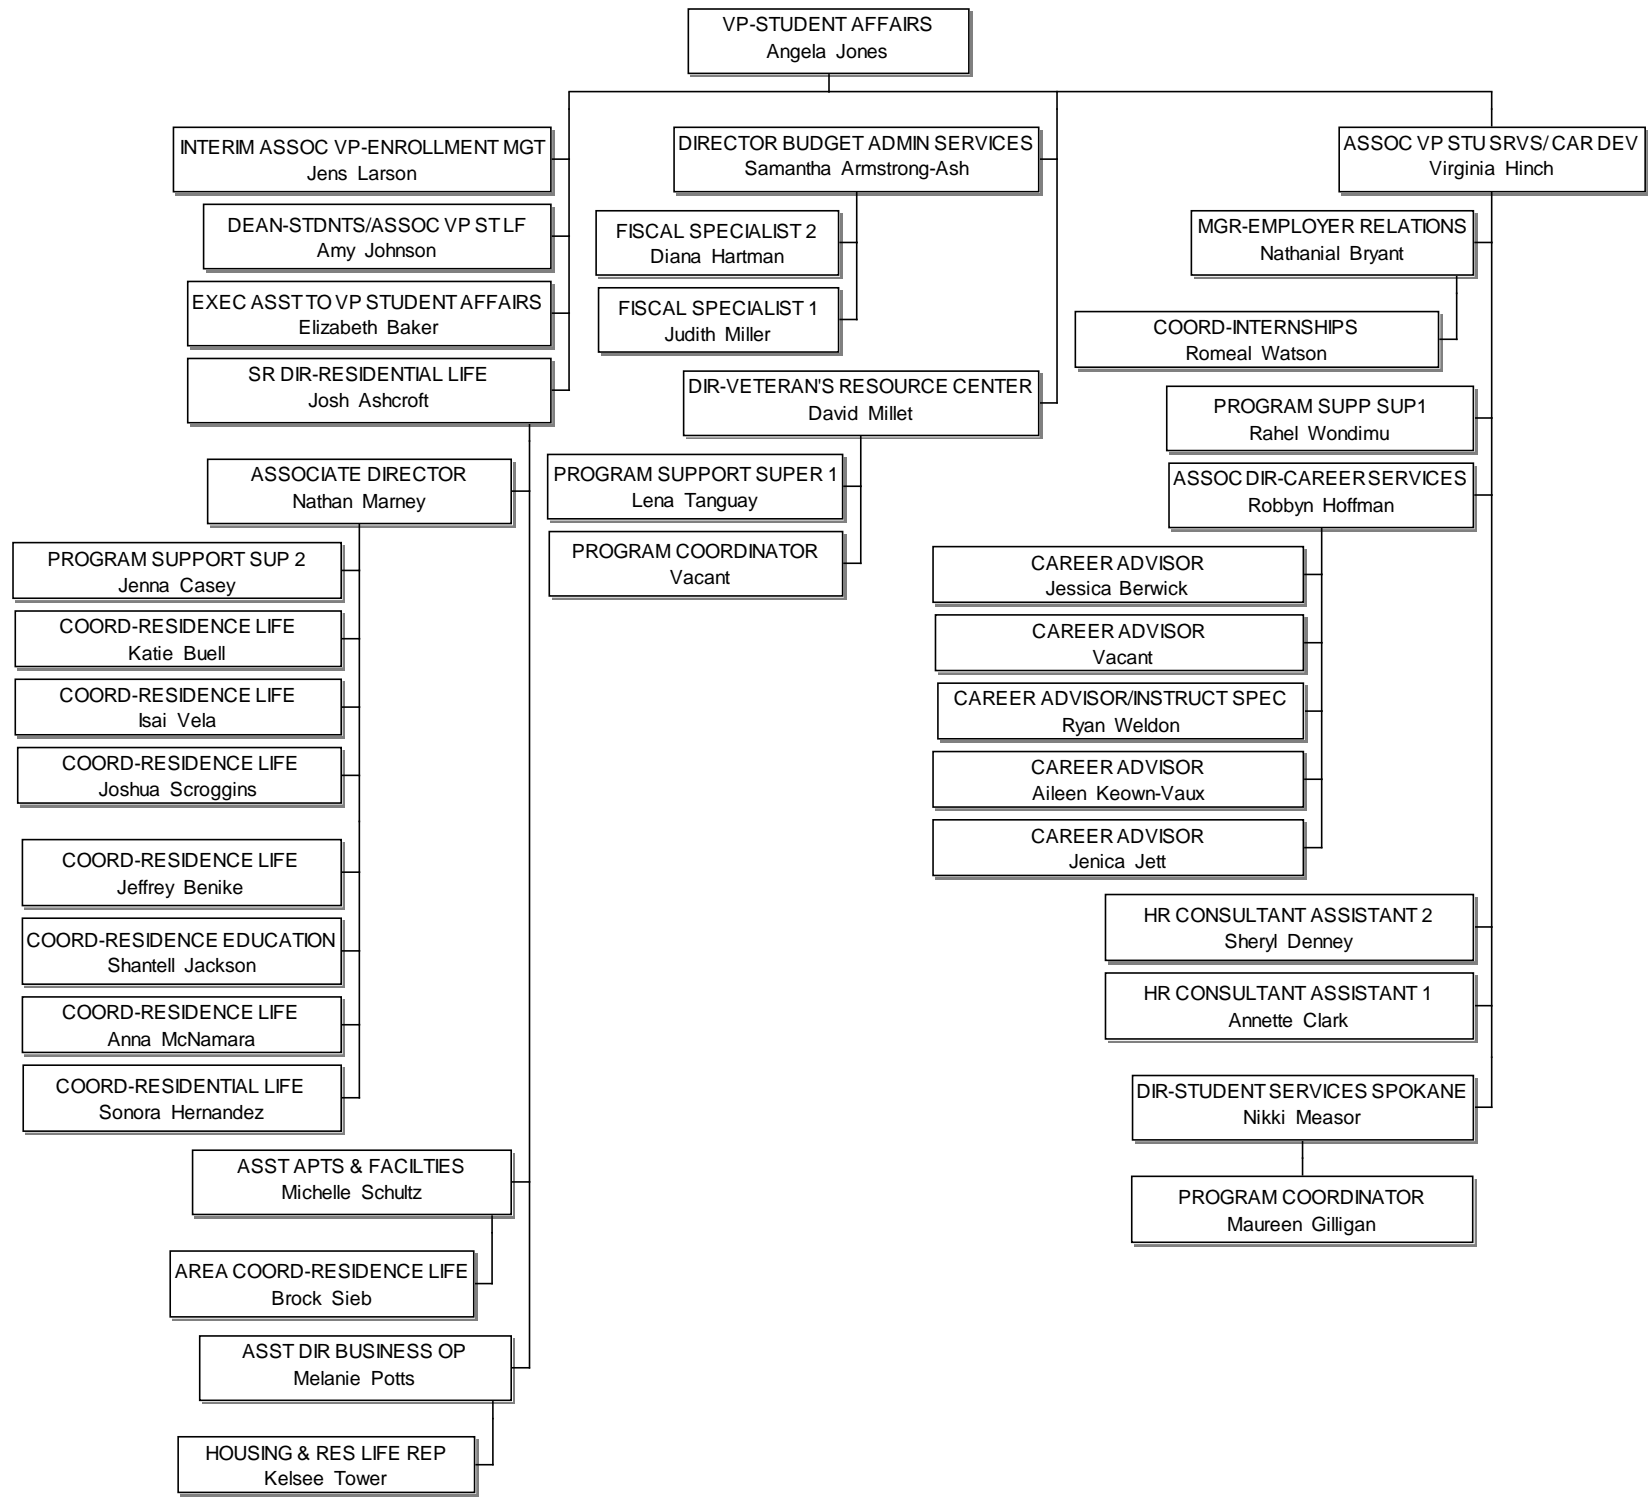 VP-STUDENT AFFAIRS
Angela Jones
INTERIM ASSOC VP-ENROLLMENT MGT
Jens Larson
DEAN-STDNTS/ASSOC VP ST LF
Amy Johnson
EXEC ASST TO VP STUDENT AFFAIRS
Elizabeth Baker
SR DIR-RESIDENTIAL LIFE
Josh Ashcroft
ASSOCIATE DIRECTOR
Nathan Marney
PROGRAM SUPPORT SUP 2
Jenna Casey
COORD-RESIDENCE LIFE
Katie Buell
COORD-RESIDENCE LIFE
Isai Vela
COORD-RESIDENCE LIFE
Joshua Scroggins
COORD-RESIDENCE LIFE
Jeffrey Benike
COORD-RESIDENCE EDUCATION
Shantell Jackson
COORD-RESIDENCE LIFE
Anna McNamara
COORD-RESIDENTIAL LIFE
Sonora Hernandez
ASST APTS & FACILTIES
Michelle Schultz
AREA COORD-RESIDENCE LIFE
Brock Sieb
ASST DIR BUSINESS OP
Melanie Potts
HOUSING & RES LIFE REP
Kelsee Tower
DIRECTOR BUDGET ADMIN SERVICES
Samantha Armstrong-Ash
FISCAL SPECIALIST 2
Diana Hartman
FISCAL SPECIALIST 1
Judith Miller
DIR-VETERAN'S RESOURCE CENTER
David Millet
PROGRAM SUPPORT SUPER 1
Lena Tanguay
PROGRAM COORDINATOR
Vacant
ASSOC VP STU SRVS/ CAR DEV
Virginia Hinch
MGR-EMPLOYER RELATIONS
Nathanial Bryant
COORD-INTERNSHIPS
Romeal Watson
PROGRAM SUPP SUP1
Rahel Wondimu
ASSOC DIR-CAREER SERVICES
Robbyn Hoffman
CAREER ADVISOR
Jessica Berwick
CAREER ADVISOR
Vacant
CAREER ADVISOR/INSTRUCT SPEC
Ryan Weldon
CAREER ADVISOR
Aileen Keown-Vaux
CAREER ADVISOR
Jenica Jett
HR CONSULTANT ASSISTANT 2
Sheryl Denney
HR CONSULTANT ASSISTANT 1
Annette Clark
DIR-STUDENT SERVICES SPOKANE
Nikki Measor
PROGRAM COORDINATOR
Maureen Gilligan